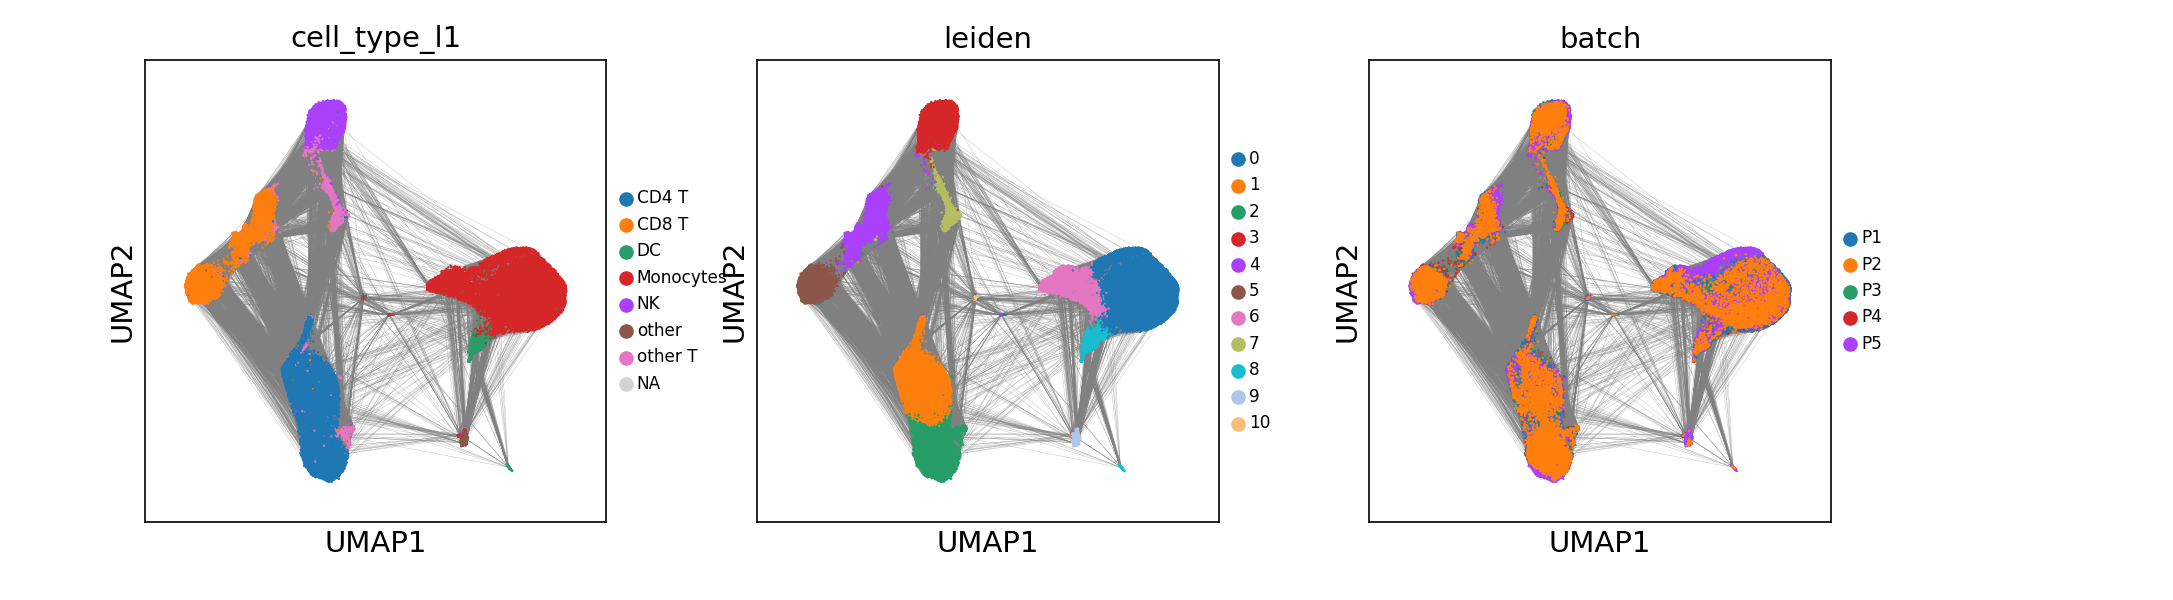 cell_type_l1
UMAP2
UMAP1
CD4 T
CD8 T
DC
Monocytes
NK
other
other T
NA
leiden
UMAP2
UMAP1
0
1
2
3
4
5
6
7
8
9
10
batch
UMAP2
UMAP1
P1
P2
P3
P4
P5